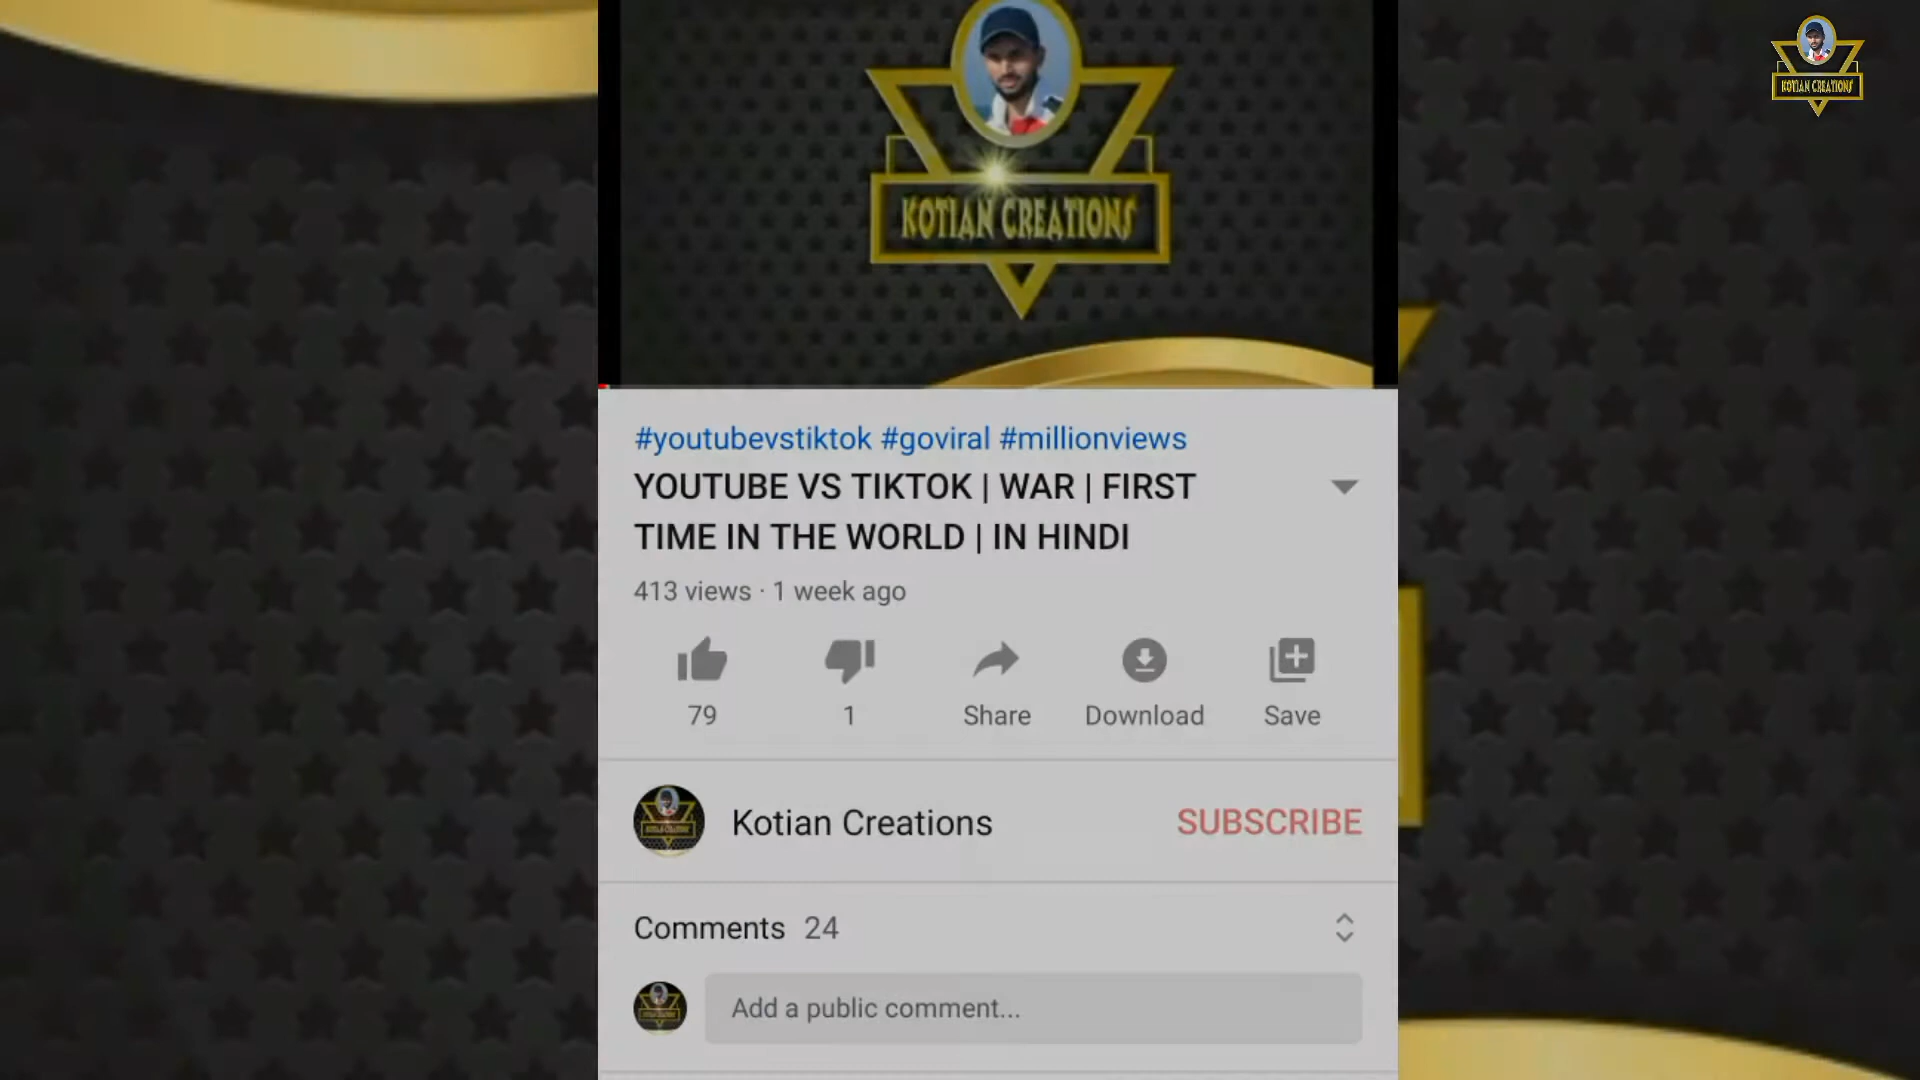 KOTIAN CREATIONS
KOTIAN CREATIONS
#youtubevstiktok #goviral #millionviews
YOUTUBE VS TIKTOK | WAR | FIRST
TIME IN THE WORLD | IN HINDI
413 views · 1 week ago
79
1
Share
Download
Save
Kotian Creations
SUBSCRIBE
Comments 24
Add a public comment...